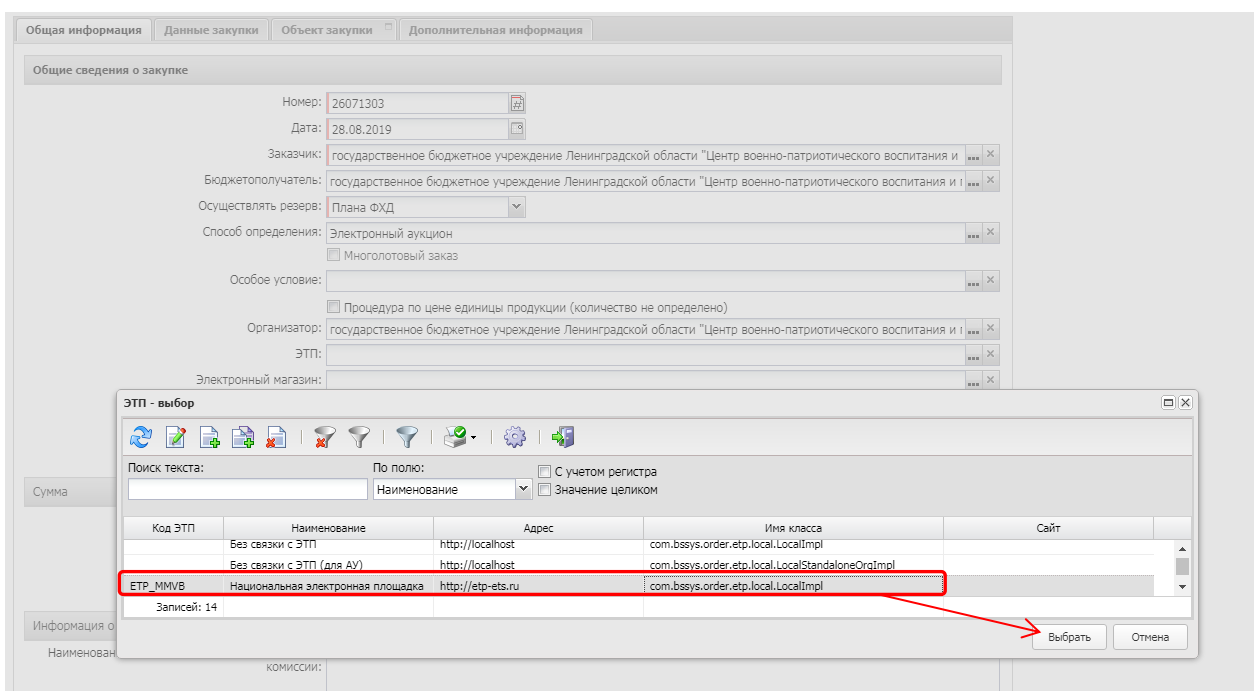 Общая информация Данные закупки Объект закупки Дополнительная информация
Общие сведения о закупке
Номер: 26071303
Дата: 28.08.2019
Заказчик: государственное бюджетное учреждение Ленинградской области "Центр военно-патриотического воспитания и
Бюджетополучатель: государственное бюджетное учреждение Ленинградской области "Центр военно-патриотического воспитания и г
Осуществлять резерв: Плана ФХД
Способ определения: Электронный аукцион
Многолотовый заказ
Особое условие:
Процедура по цене единицы продукции (количество не определено)
Организатор: государственное бюджетное учреждение Ленинградской области "Центр военно-патриотического воспитания и г
ЭТП:
Электронный магазин:
ЭТП - выбор
Поиск текста: По полю: С учетом регистра
Наименование Значение целиком
Сумма
Код ЭТП Наименование Адрес Имя класса Сайт
Без связки с ЭТП http://localhost com.bssys.order.etp.local.LocalImpl
Без связки с ЭТП (для АУ) http://localhost com.bssys.order.etp.local.LocalStandaloneOrgImpl
ETP_MMVB Национальная электронная площадка http://etp-ets.ru com.bssys.order.etp.local.LocalImpl
Записей: 14
Информация о
Выбрать Отмена
Наименован
комиссии: